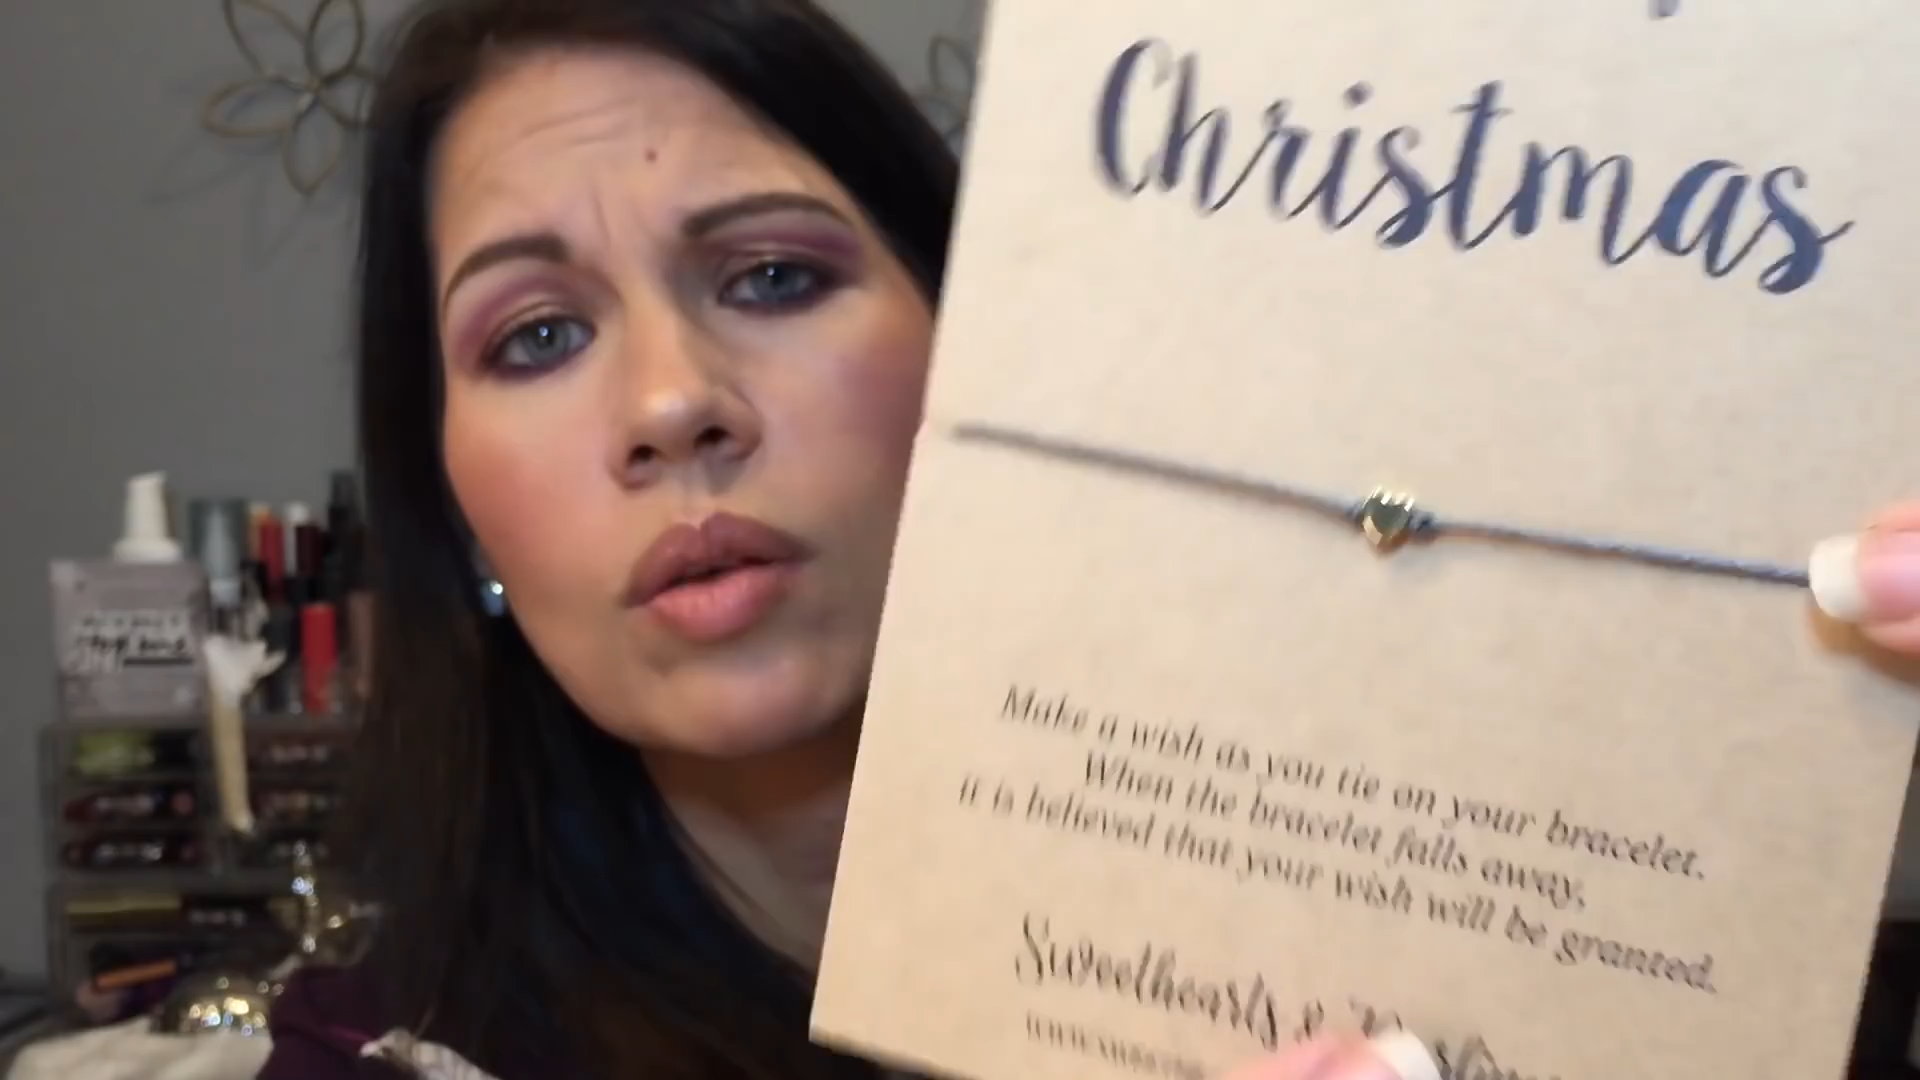 Christmas
Make a wish as you tie on your bracelet.
When the bracelet falls away,
it is believed that your wish will be granted.
Sweethearts &